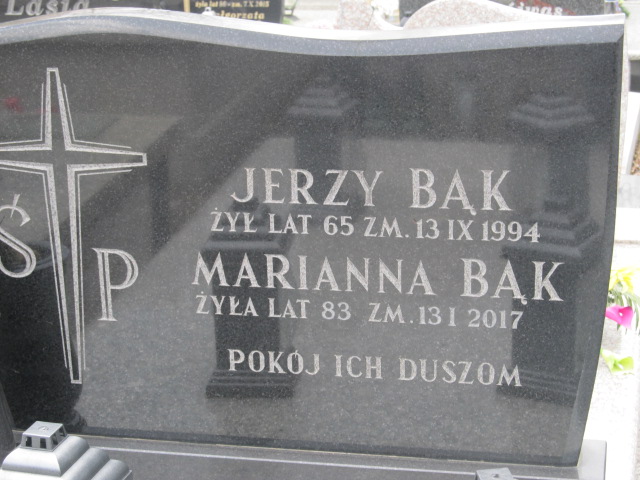 Lasia
Ś P
JERZY BĄK
ŻYŁ LAT 65 ZM. 13 IX 1994
MARIANNA BĄK
ŻYŁA LAT 83 ZM. 13 I 2017
POKÓJ ICH DUSZOM